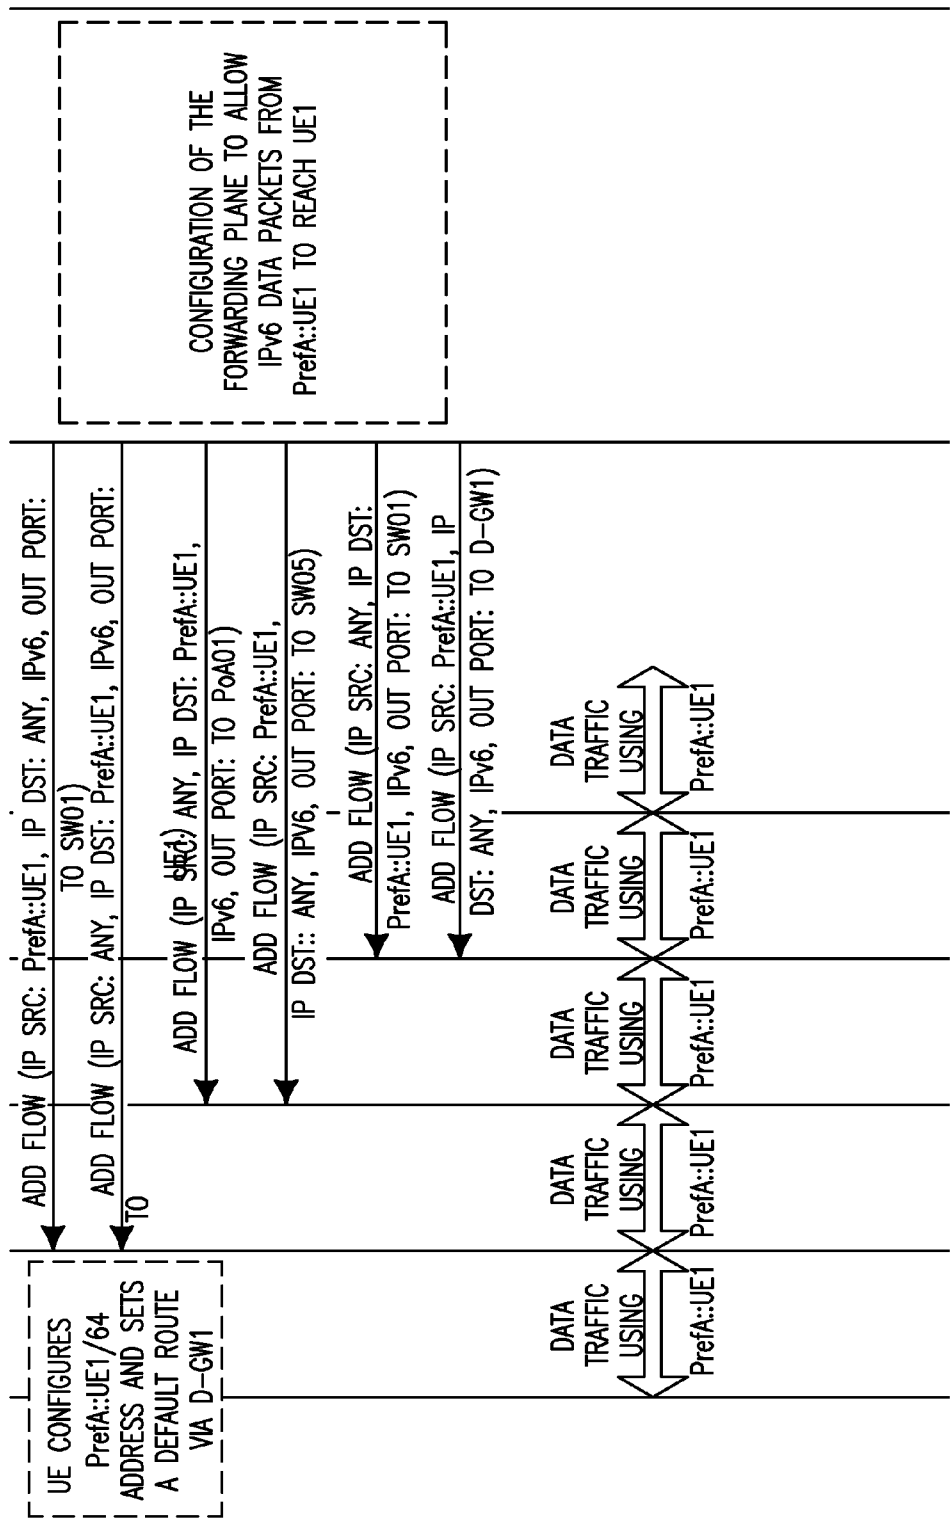 UE CONFIGURES
PrefA::UE1/64
ADDRESS AND SETS
A DEFAULT ROUTE
VIA D-GW1
ADD FLOW (IP SRC: PrefA::UE1, IP DST: ANY, IPv6, OUT PORT:
TO SW01)
ADD FLOW (IP SRC: ANY, IP DST: PrefA::UE1, IPv6, OUT PORT:
TO
UE1)
ADD FLOW (IP SRC: ANY, IP DST: PrefA::UE1,
IPv6, OUT PORT: TO PoA01)
ADD FLOW (IP SRC: PrefA::UE1,
IP DST:: ANY, IPV6, OUT PORT: TO SW05)
ADD FLOW (IP SRC: ANY, IP DST:
PrefA::UE1, IPv6, OUT PORT: TO SW01)
ADD FLOW (IP SRC: PrefA::UE1, IP
DST: ANY, IPv6, OUT PORT: TO D-GW1)
CONFIGURATION OF THE
FORWARDING PLANE TO ALLOW
IPv6 DATA PACKETS FROM
PrefA::UE1 TO REACH UE1
DATA
TRAFFIC
USING
PrefA::UE1
DATA
TRAFFIC
USING
PrefA::UE1
DATA
TRAFFIC
USING
PrefA::UE1
DATA
TRAFFIC
USING
PrefA::UE1
DATA
TRAFFIC
USING
PrefA::UE1